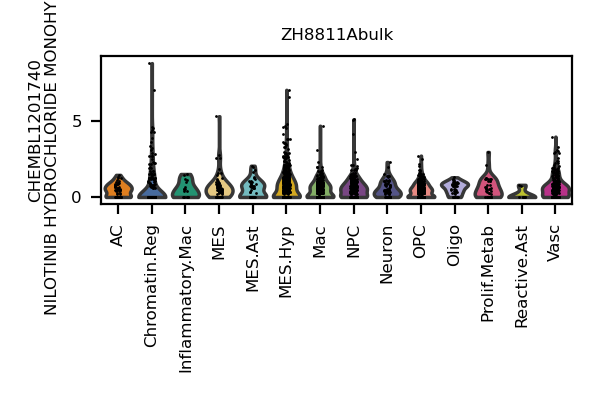 ZH8811Abulk
CHEMBL1201740
NILOTINIB HYDROCHLORIDE MONOHY
5
0
AC
Chromatin.Reg
Inflammatory.Mac
MES
MES.Ast
MES.Hyp
Mac
NPC
Neuron
OPC
Oligo
Prolif.Metab
Reactive.Ast
Vasc